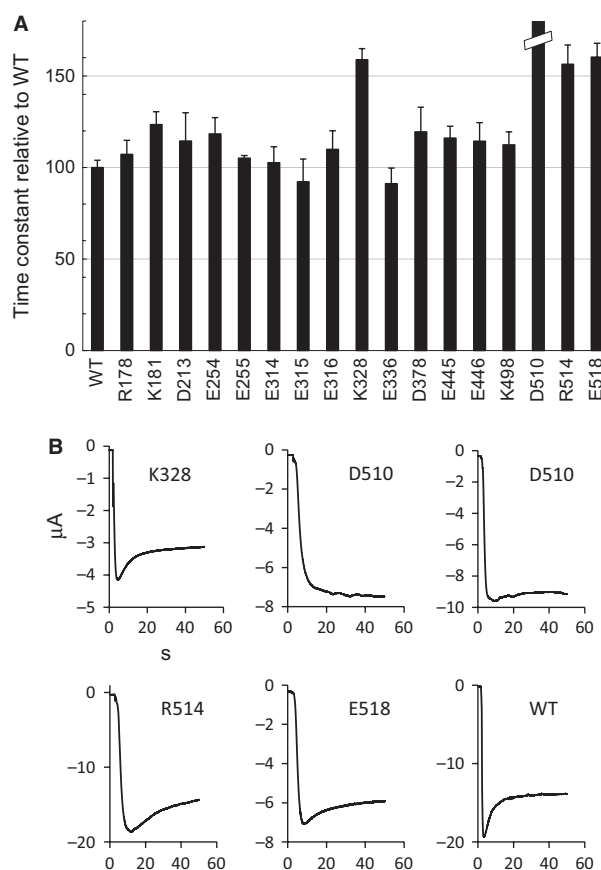 A
Time constant relative to WT
150
100
50
0
WT R178 K181 D213 E254 E255 E314 E315 E316 K328 E336 D378 E445 E446 K498 D510 R514 E518
B
K328 D510 D510
0 0 0
−1 −2 −2
−2 −4 −4
−3 −6 −6
−4 −8 −8
−5 −10
µA
0 20 40 60 0 20 40 60 0 20 40 60
s
R514 E518 WT
0 0 0
−10 −2 −10
−20 −4 −20
−6
−8
0 20 40 60 0 20 40 60 0 20 40 60